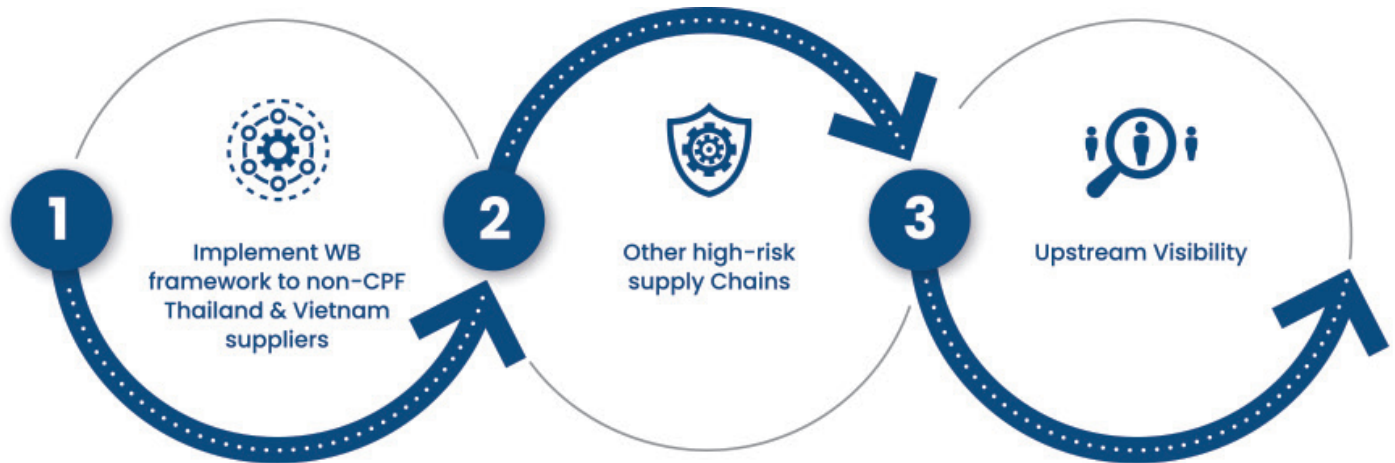 1
Implement WB
framework to non-CPF
Thailand & Vietnam
suppliers
2
Other high-risk
supply Chains
3
Upstream Visibility